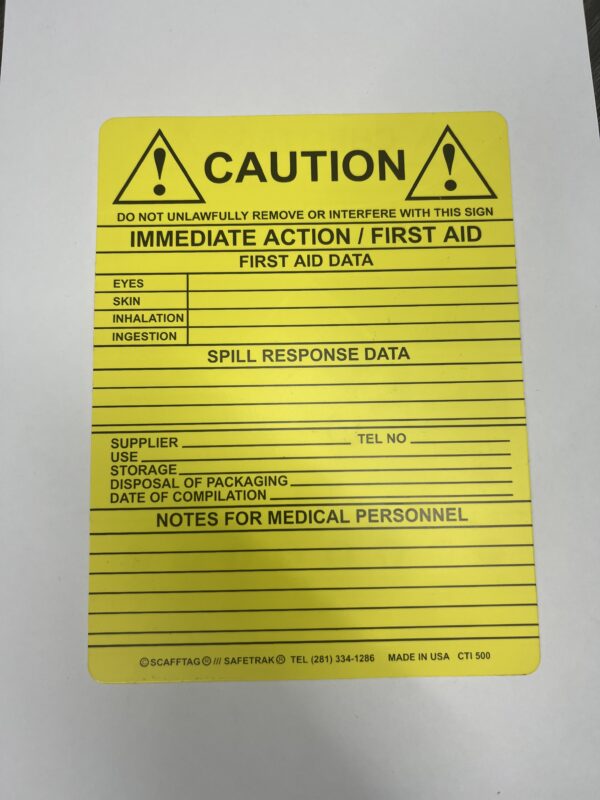 CAUTION
DO NOT UNLAWFULLY REMOVE OR INTERFERE WITH THIS SIGN
IMMEDIATE ACTION / FIRST AID
FIRST AID DATA
EYES
SKIN
INHALATION
INGESTION
SPILL RESPONSE DATA
SUPPLIER TEL NO
USE
STORAGE
DISPOSAL OF PACKAGING
DATE OF COMPILATION
NOTES FOR MEDICAL PERSONNEL
©SCAFFTAG® /// SAFETRAK® TEL (281) 334-1286 MADE IN USA CTI 500